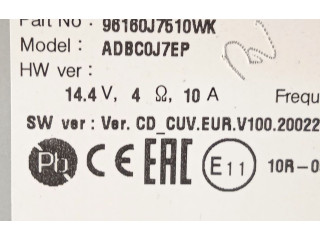 Part No : 96160J7510WK
Model : ADBC0J7EP
HW ver :
14.4 V, 4 Ω, 10 A Frequ
SW ver : Ver. CD_CUV.EUR.V100.20022
Pb CE EAC E11 10R-0